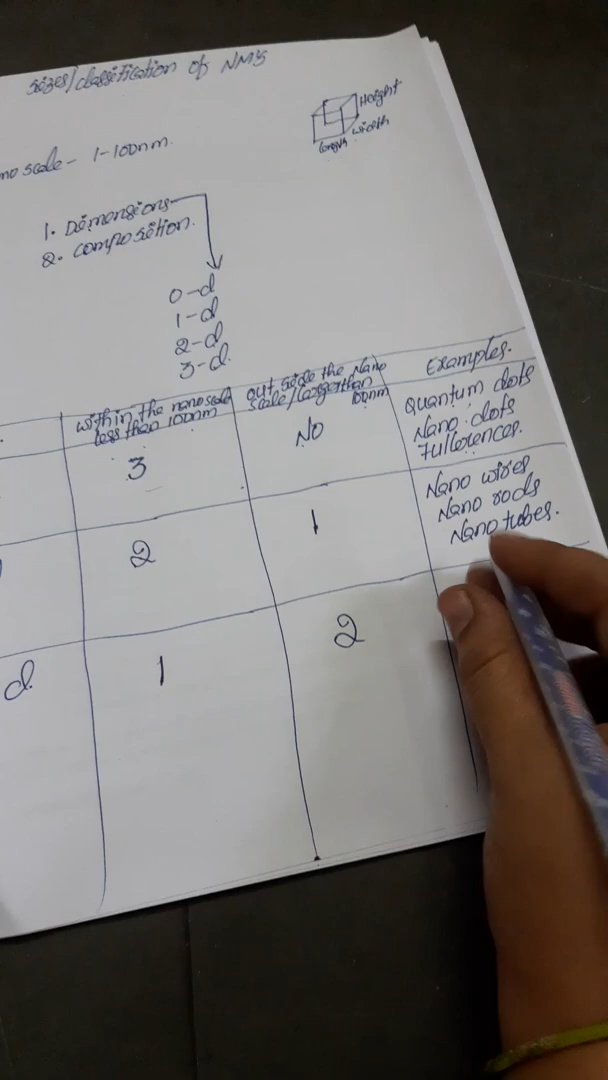 sizes/classification of NMS
no scale - 1-100nm.
Height
width
length
1. Dimensions
2. composition.
0-d
1-d
2-d
3-d.
within the nanoscale
less than 100nm
out side the Nano
scale/larger than
100nm
Examples.
3
NO
Quantum dots
Nano dots
Fullerences.
2
1
Nano wires
Nano rods
Nano tubes.
d.
1
2